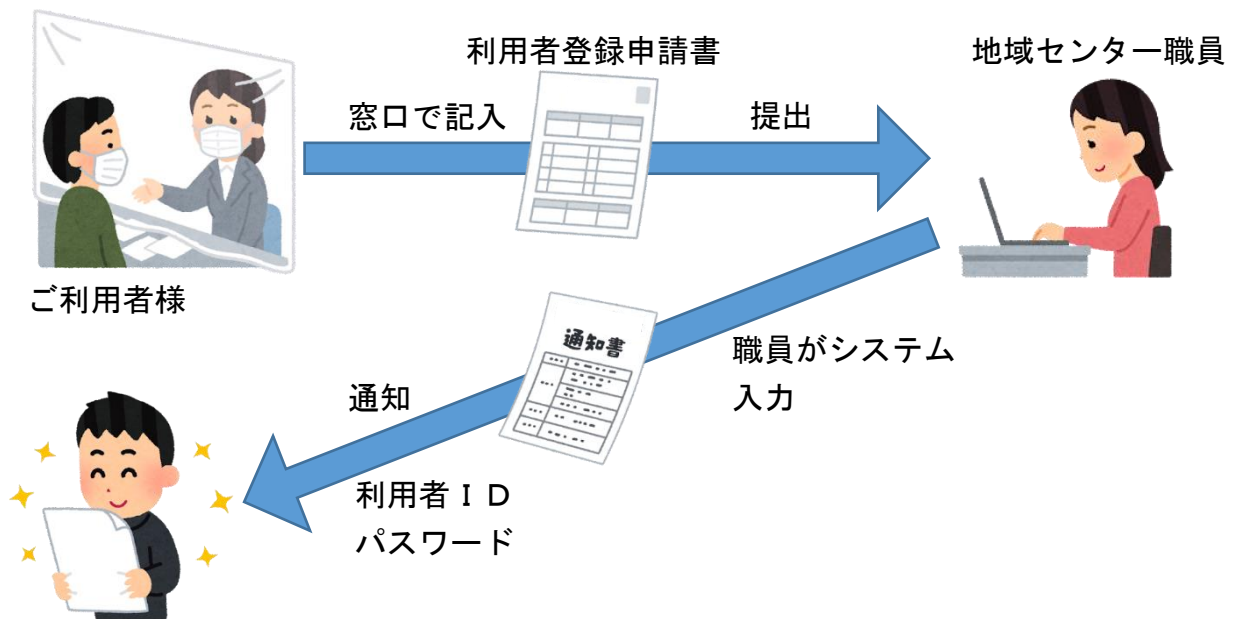 利用者登録申請書
地域センター職員
窓口で記入
提出
ご利用者様
通知書
職員がシステム
入力
通知
利用者ＩＤ
パスワード